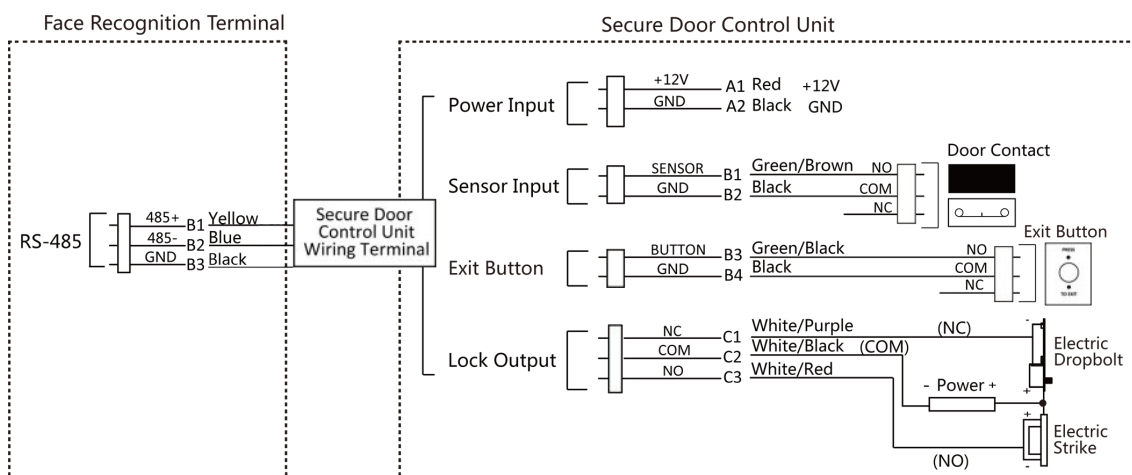 Face Recognition Terminal
Secure Door Control Unit
RS-485
485+ B1 Yellow
485- B2 Blue
GND B3 Black
Secure Door
Control Unit
Wiring Terminal
Power Input
+12V A1 Red +12V
GND A2 Black GND
Sensor Input
SENSOR B1 Green/Brown NO
GND B2 Black COM
NC
Door Contact
Exit Button
BUTTON B3 Green/Black NO
GND B4 Black COM
NC
Exit Button
PRESS
TO EXIT
Lock Output
NC C1 White/Purple (NC)
COM C2 White/Black (COM)
NO C3 White/Red
- Power +
-
Electric
Dropbolt
+
+
Electric
Strike
-
(NO)